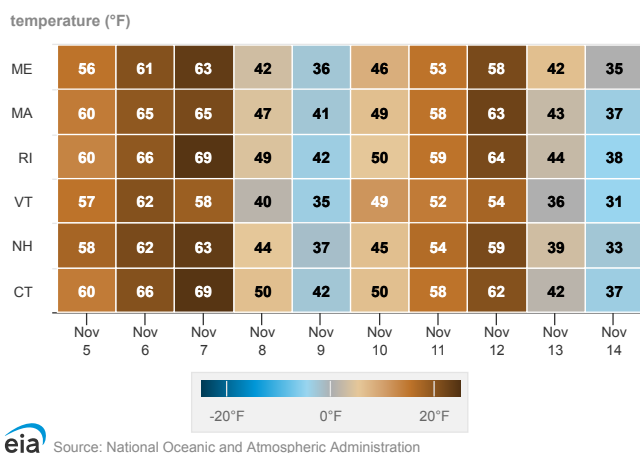 temperature (°F)
ME 56 61 63 42 36 46 53 58 42 35
MA 60 65 65 47 41 49 58 63 43 37
RI 60 66 69 49 42 50 59 64 44 38
VT 57 62 58 40 35 49 52 54 36 31
NH 58 62 63 44 37 45 54 59 39 33
CT 60 66 69 50 42 50 58 62 42 37
Nov Nov Nov Nov Nov Nov Nov Nov Nov Nov
5 6 7 8 9 10 11 12 13 14
-20°F 0°F 20°F
eia Source: National Oceanic and Atmospheric Administration